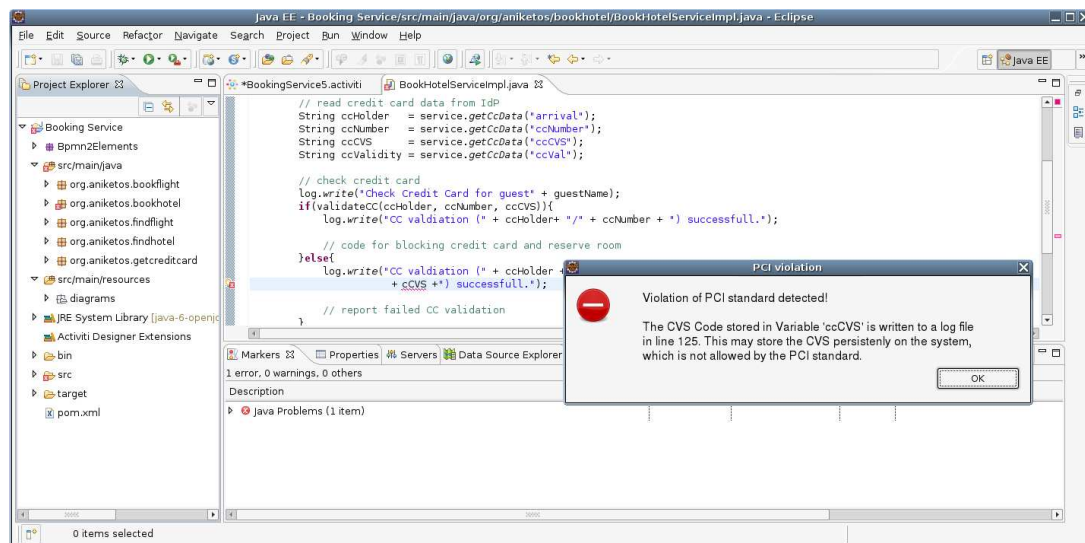 Java EE - Booking Service/src/main/java/org/aniketos/bookhotel/BookHotelServiceImpl.java - Eclipse
File Edit Source Refactor Navigate Search Project Run Window Help
Java EE
»
Project Explorer
*BookingService5.activiti
BookHotelServiceImpl.java
Booking Service
Bpmn2Elements
src/main/java
org.aniketos.bookflight
org.aniketos.bookhotel
org.aniketos.findflight
org.aniketos.findhotel
org.aniketos.getcreditcard
src/main/resources
diagrams
JRE System Library [java-6-openjd
Activiti Designer Extensions
bin
src
target
pom.xml
// read credit card data from IdP
String ccHolder = service.getCcData("arrival");
String ccNumber = service.getCcData("ccNumber");
String ccCVS = service.getCcData("ccCVS");
String ccValidity = service.getCcData("ccVal");
// check credit card
log.write("Check Credit Card for guest" + guestName);
if(validateCC(ccHolder, ccNumber, ccCVS)){
log.write("CC valdiation (" + ccHolder+ "/" + ccNumber + ") successfull.");
// code for blocking credit card and reserve room
}else{
log.write("CC valdiation (" + ccHolder +
+ cCVS +") successfull.");
// report failed CC validation
}
PCI violation
Violation of PCI standard detected!
The CVS Code stored in Variable 'ccCVS' is written to a log file
in line 125. This may store the CVS persistenly on the system,
which is not allowed by the PCI standard.
OK
Markers
Properties
Servers
Data Source Explorer
1 error, 0 warnings, 0 others
Description
Java Problems (1 item)
0 items selected